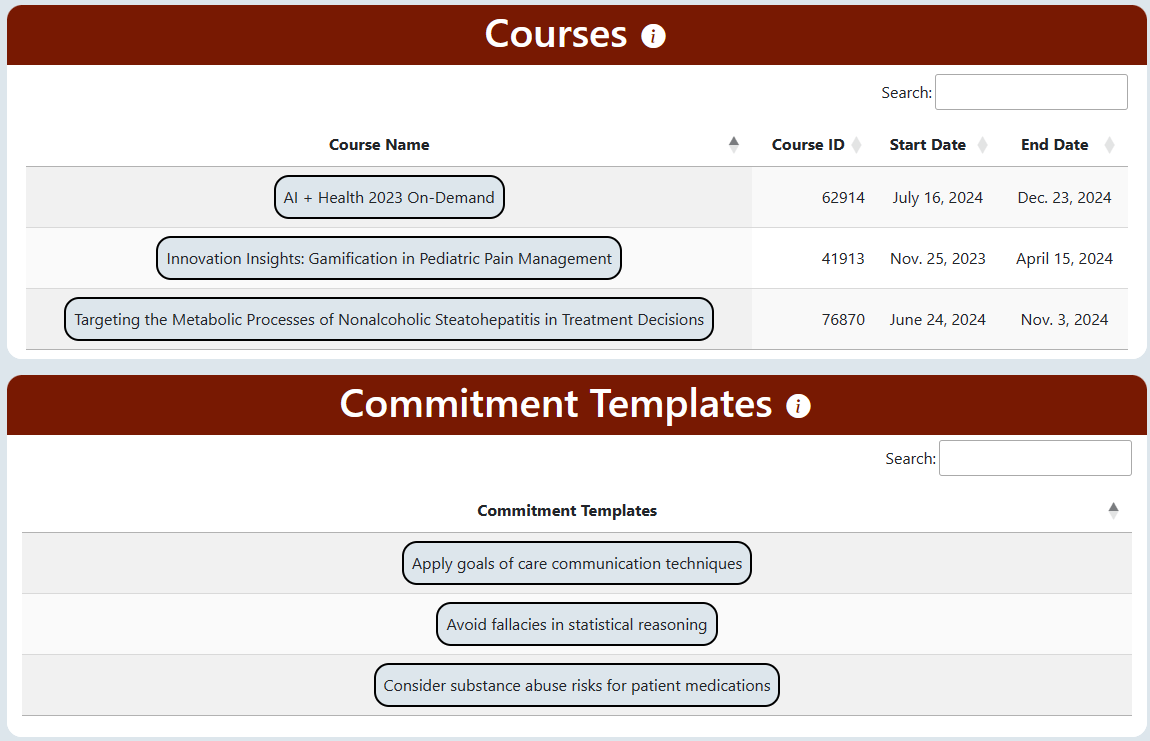 Courses i
Search:
Course Name Course ID Start Date End Date
AI + Health 2023 On-Demand 62914 July 16, 2024 Dec. 23, 2024
Innovation Insights: Gamification in Pediatric Pain Management 41913 Nov. 25, 2023 April 15, 2024
Targeting the Metabolic Processes of Nonalcoholic Steatohepatitis in Treatment Decisions 76870 June 24, 2024 Nov. 3, 2024
Commitment Templates i
Search:
Commitment Templates
Apply goals of care communication techniques
Avoid fallacies in statistical reasoning
Consider substance abuse risks for patient medications